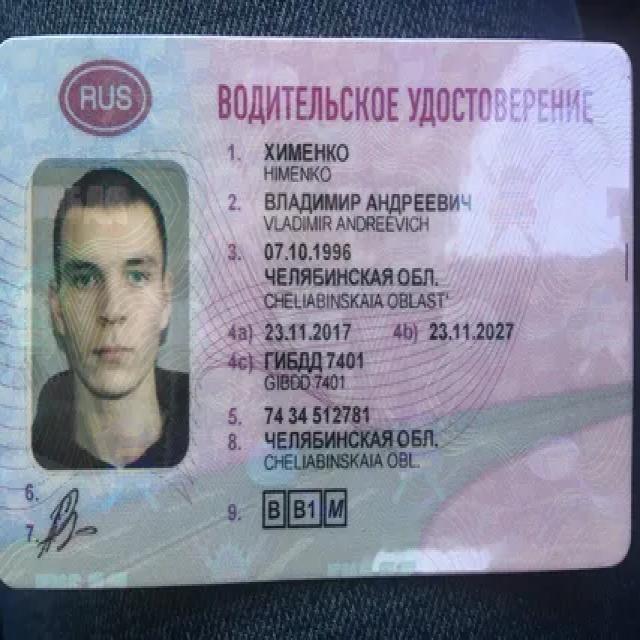 RUS
ВОДИТЕЛЬСКОЕ УДОСТОВЕРЕНИЕ
1. ХИМЕНКО
HIMENKO
2. ВЛАДИМИР АНДРЕЕВИЧ
VLADIMIR ANDREEVICH
3. 07.10.1996
ЧЕЛЯБИНСКАЯ ОБЛ.
CHELIABINSKAIA OBLAST'
4a) 23.11.2017 4b) 23.11.2027
4c) ГИБДД 7401
GIBDD 7401
5. 74 34 512781
8. ЧЕЛЯБИНСКАЯ ОБЛ.
CHELIABINSKAIA OBL.
6.
7.
9. B B1 M